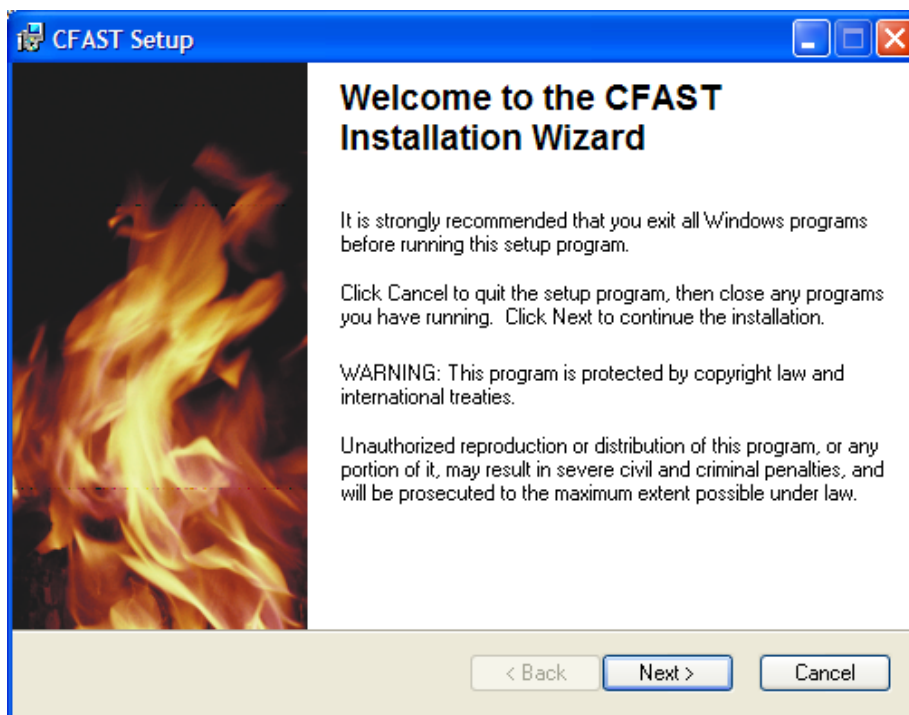 CFAST Setup
Welcome to the CFAST
Installation Wizard
It is strongly recommended that you exit all Windows programs
before running this setup program.
Click Cancel to quit the setup program, then close any programs
you have running.  Click Next to continue the installation.
WARNING: This program is protected by copyright law and
international treaties.
Unauthorized reproduction or distribution of this program, or any
portion of it, may result in severe civil and criminal penalties, and
will be prosecuted to the maximum extent possible under law.
< Back Next > Cancel